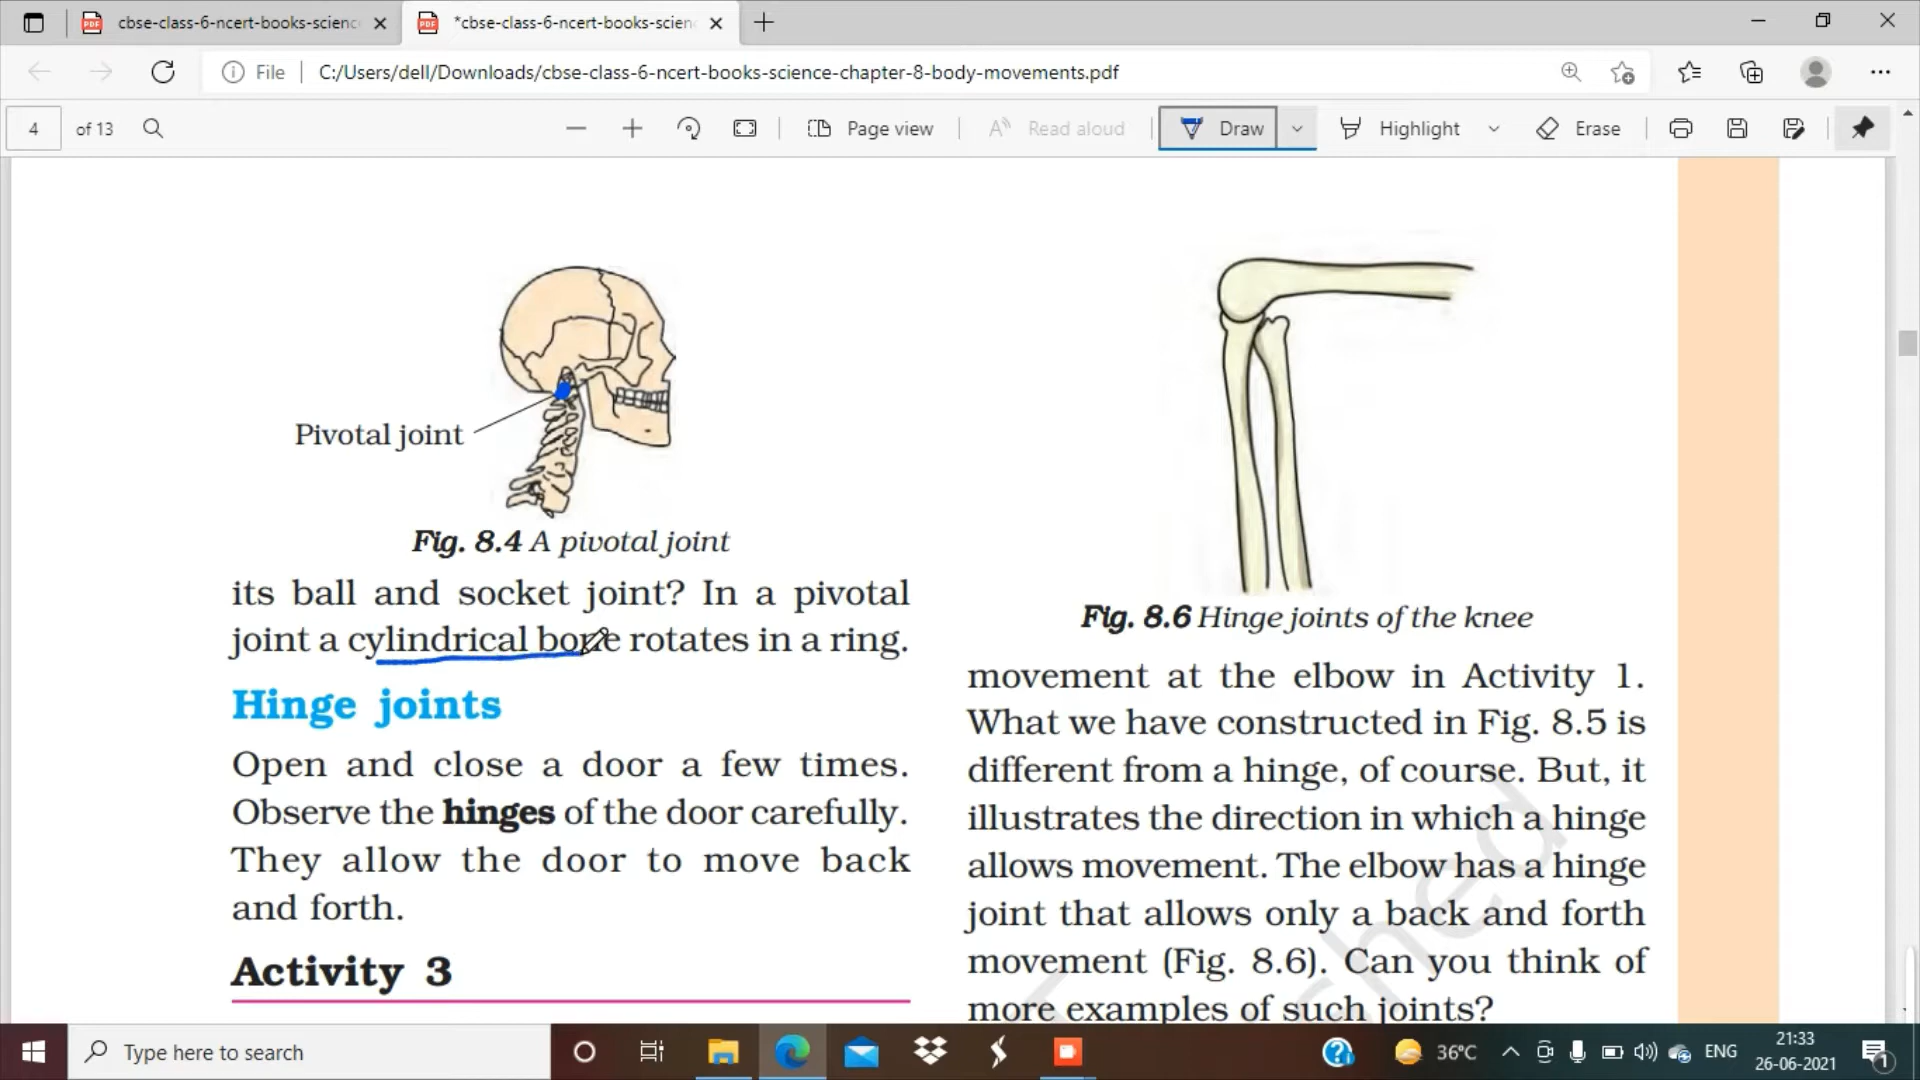 cbse-class-6-ncert-books-scienc
*cbse-class-6-ncert-books-scien
File
C:/Users/dell/Downloads/cbse-class-6-ncert-books-science-chapter-8-body-movements.pdf
4
of 13
Page view
Read aloud
Draw
Highlight
Erase
Pivotal joint
Fig. 8.4 A pivotal joint
its ball and socket joint? In a pivotal
joint a cylindrical bone rotates in a ring.
Hinge joints
Open and close a door a few times.
Observe the hinges of the door carefully.
They allow the door to move back
and forth.
Activity 3
Fig. 8.6 Hinge joints of the knee
movement at the elbow in Activity 1.
What we have constructed in Fig. 8.5 is
different from a hinge, of course. But, it
illustrates the direction in which a hinge
allows movement. The elbow has a hinge
joint that allows only a back and forth
movement (Fig. 8.6). Can you think of
more examples of such joints?
Type here to search
36°C
ENG
21:33
26-06-2021
1